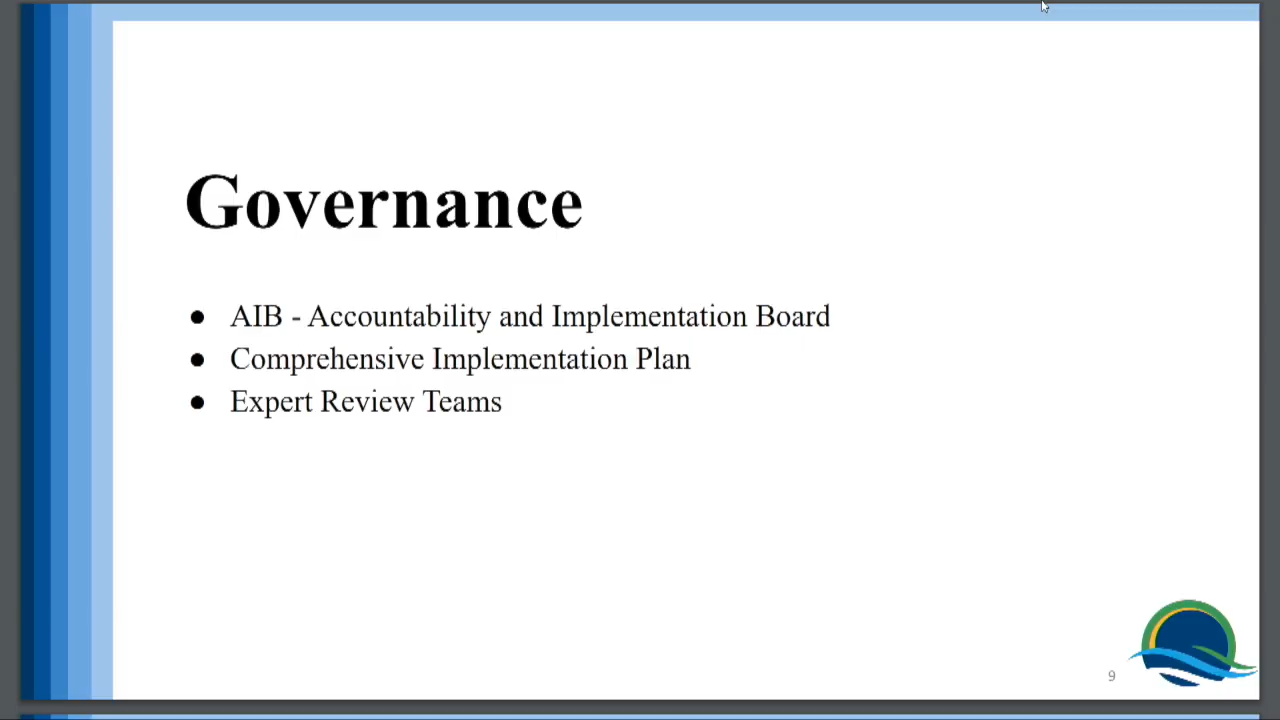 Governance
● AIB - Accountability and Implementation Board
● Comprehensive Implementation Plan
● Expert Review Teams
9